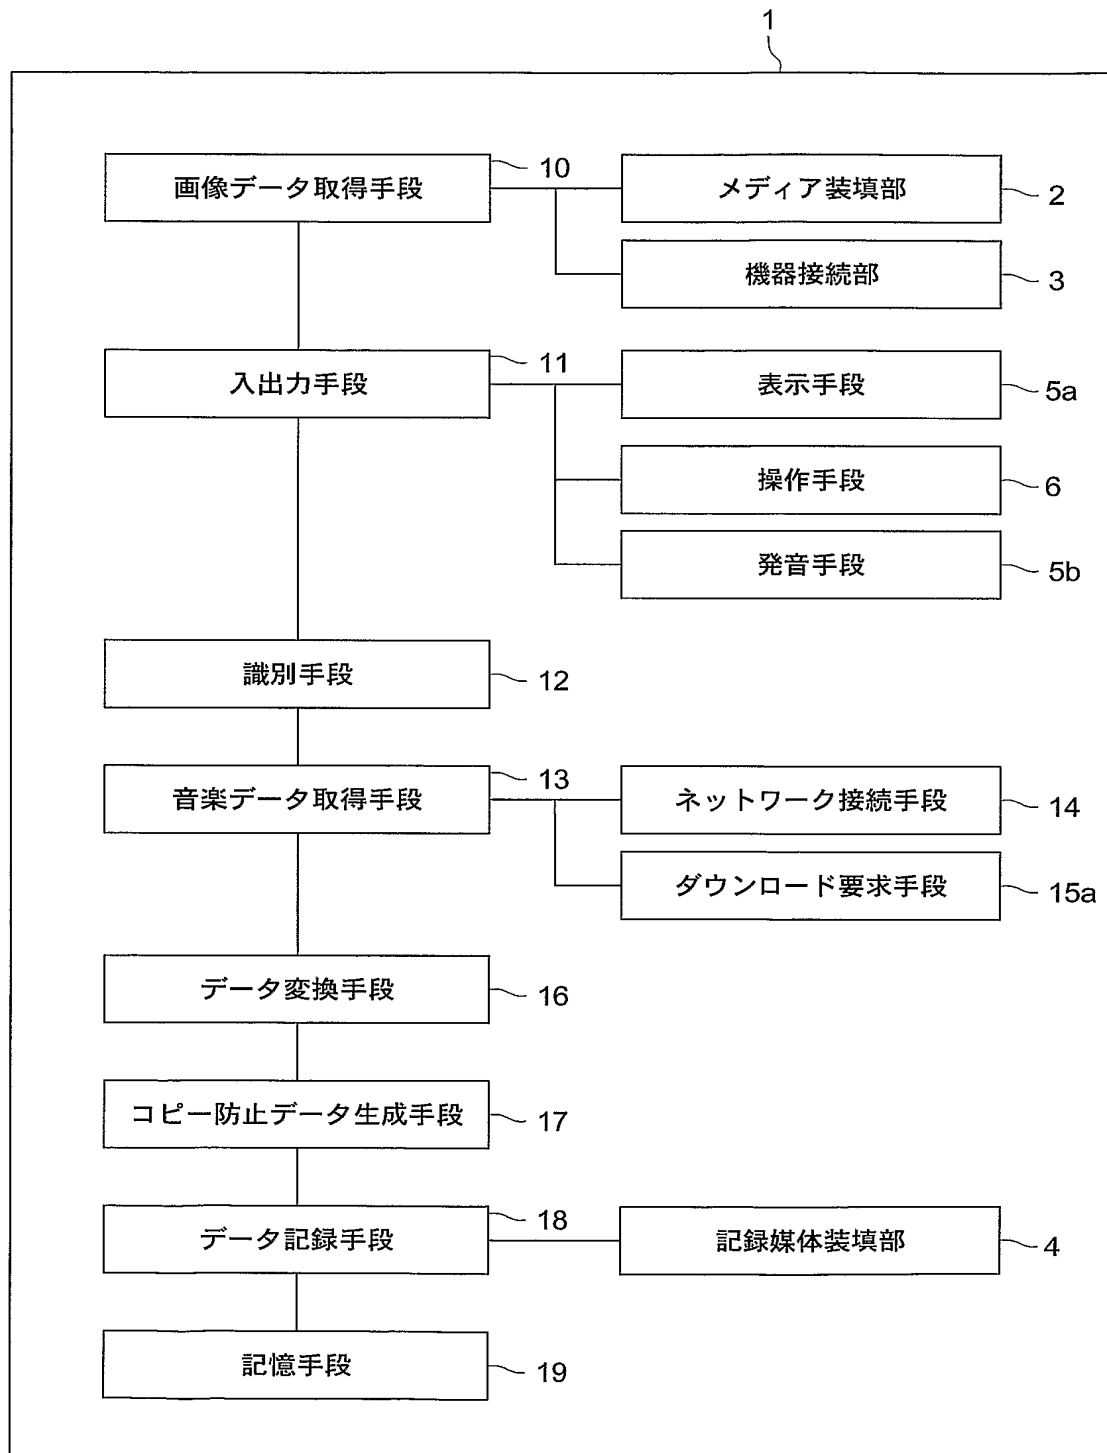 1
画像データ取得手段
10
メディア装填部
2
機器接続部
3
入出力手段
11
表示手段
5a
操作手段
6
発音手段
5b
識別手段
12
音楽データ取得手段
13
ネットワーク接続手段
14
ダウンロード要求手段
15a
データ変換手段
16
コピー防止データ生成手段
17
データ記録手段
18
記録媒体装填部
4
記憶手段
19